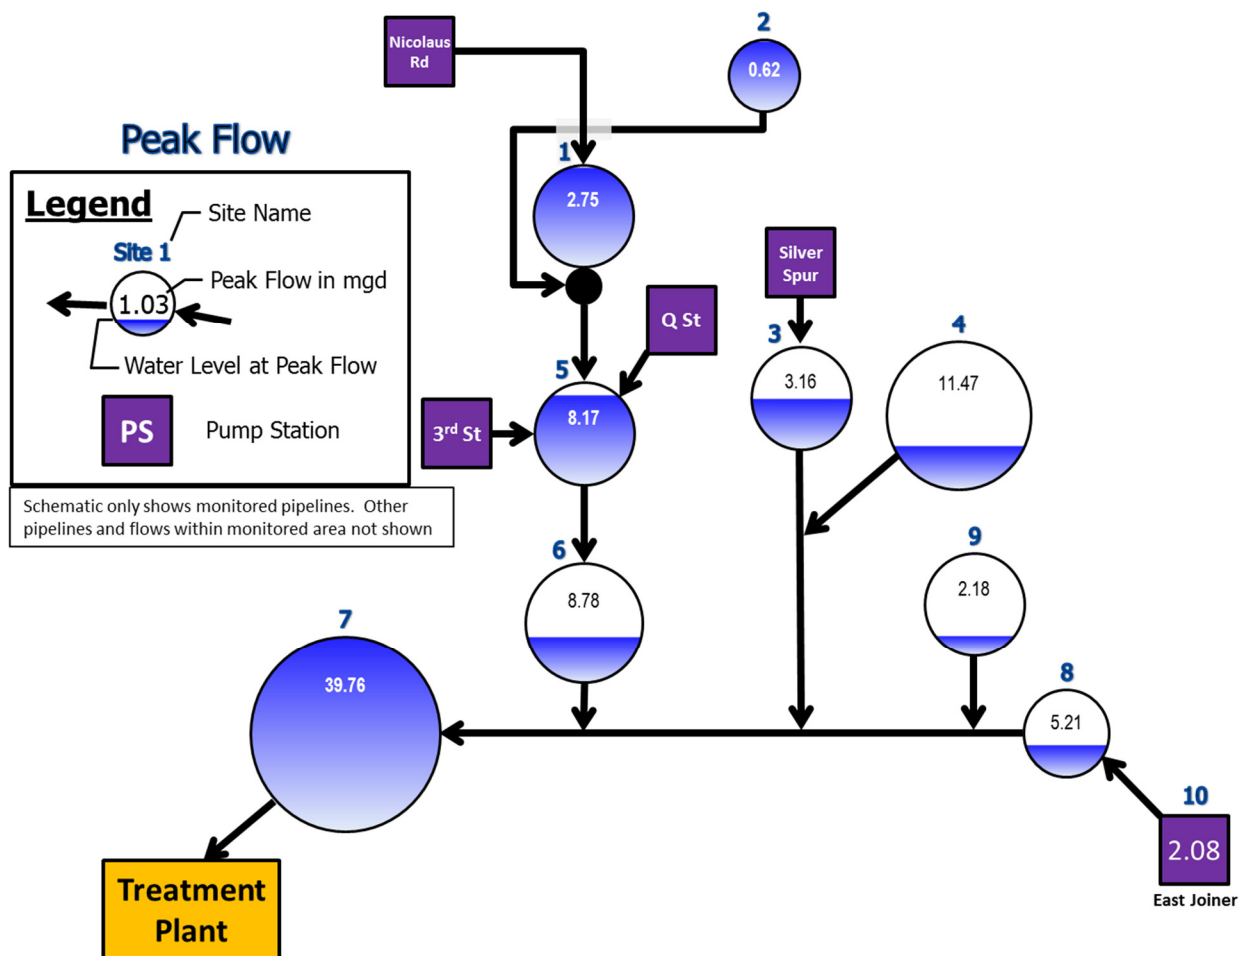 Nicolaus
Rd
2
0.62
Peak Flow
1
2.75
Legend
Site Name
Site 1
Peak Flow in mgd
1.03
Water Level at Peak Flow
PS
Pump Station
Schematic only shows monitored pipelines. Other
pipelines and flows within monitored area not shown
Silver
Spur
Q St
3
3.16
4
11.47
5
8.17
3rd St
6
8.78
9
2.18
7
39.76
8
5.21
10
2.08
East Joiner
Treatment
Plant